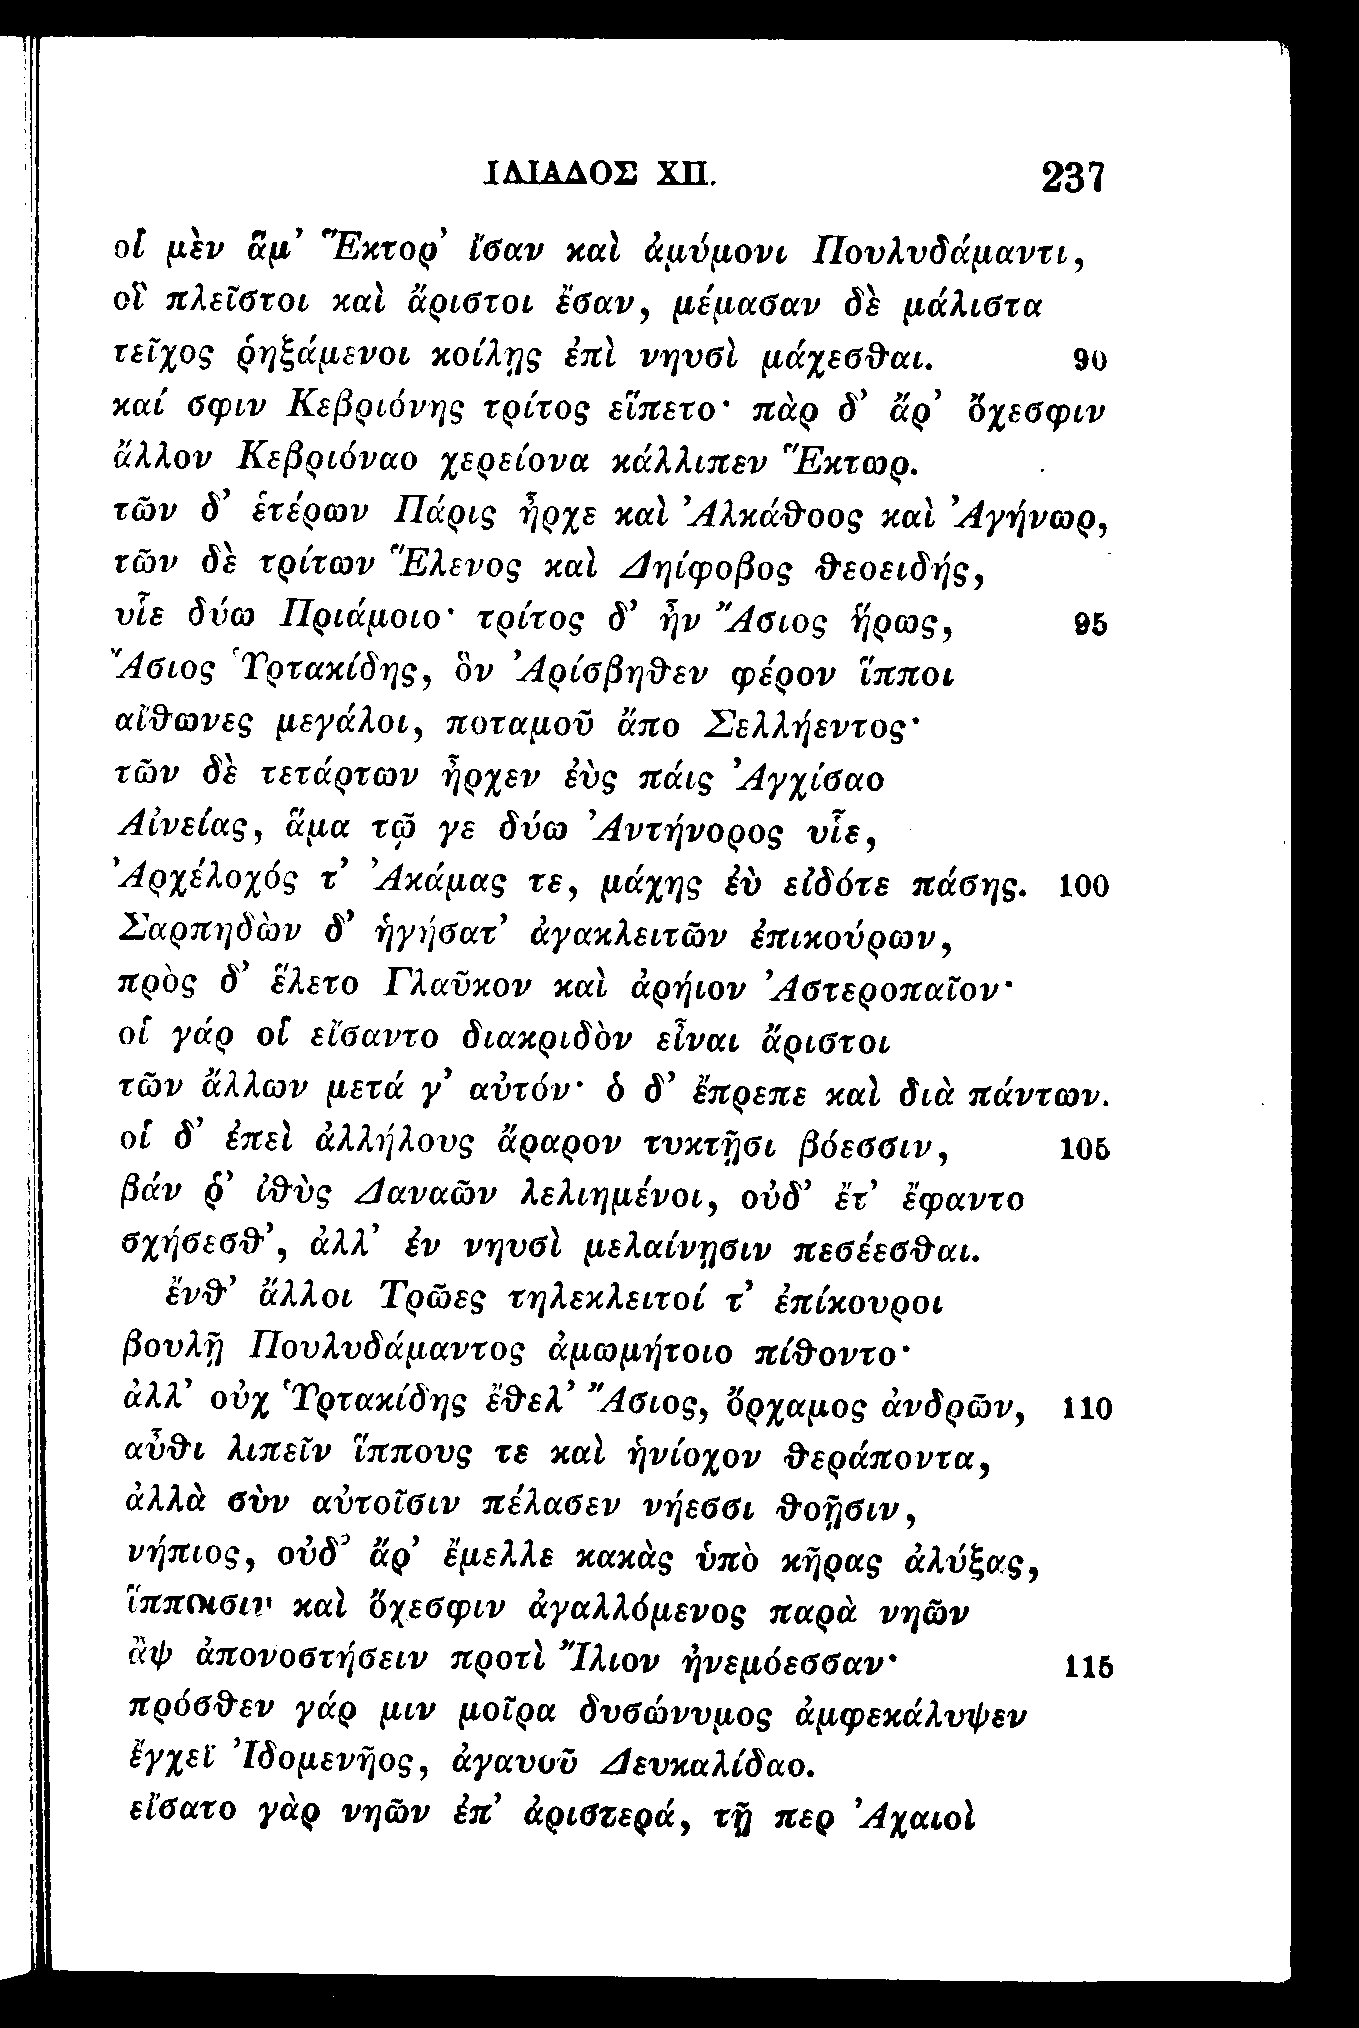 ΙΛΙΑΔΟΣ XII. 237
οἳ μὲν ἅμ’ Ἕκτορ’ ἴσαν καὶ ἀμύμονι Πουλυδάμαντι,
οἳ πλεῖστοι καὶ ἄριστοι ἔσαν, μέμασαν δὲ μάλιστα
τεῖχος ῥηξάμενοι κοίλῃς ἐπὶ νηυσὶ μάχεσθαι. 90
καί σφιν Κεβριόνης τρίτος εἵπετο· πὰρ δ’ ἄρ’ ὄχεσφιν
ἄλλον Κεβριόναο χερείονα κάλλιπεν Ἕκτωρ.
τῶν δ’ ἑτέρων Πάρις ἦρχε καὶ Ἀλκάθοος καὶ Ἀγήνωρ,
τῶν δὲ τρίτων Ἕλενος καὶ Δηίφοβος θεοειδής,
υἷε δύω Πριάμοιο· τρίτος δ’ ἦν Ἄσιος ἥρως, 95
Ἄσιος Ὑρτακίδης, ὃν Ἀρίσβηθεν φέρον ἵπποι
αἴθωνες μεγάλοι, ποταμοῦ ἄπο Σελλήεντος·
τῶν δὲ τετάρτων ἦρχεν ἐὺς πάις Ἀγχίσαο
Αἰνείας, ἅμα τῷ γε δύω Ἀντήνορος υἷε,
Ἀρχέλοχός τ’ Ἀκάμας τε, μάχης ἐὺ εἰδότε πάσης. 100
Σαρπηδὼν δ’ ἡγήσατ’ ἀγακλειτῶν ἐπικούρων,
πρὸς δ’ ἕλετο Γλαῦκον καὶ ἀρήιον Ἀστεροπαῖον·
οἳ γάρ οἳ εἴσαντο διακριδὸν εἶναι ἄριστοι
τῶν ἄλλων μετά γ’ αὐτόν· ὁ δ’ ἔπρεπε καὶ διὰ πάντων.
οἳ δ’ ἐπεὶ ἀλλήλους ἄραρον τυκτῇσι βόεσσιν, 105
βάν ῥ’ ἰθὺς Δαναῶν λελιημένοι, οὐδ’ ἔτ’ ἔφαντο
σχήσεσθ’, ἀλλ’ ἐν νηυσὶ μελαίνῃσιν πεσέεσθαι.
ἔνθ’ ἄλλοι Τρῶες τηλεκλειτοί τ’ ἐπίκουροι
βουλῇ Πουλυδάμαντος ἀμωμήτοιο πίθοντο·
ἀλλ’ οὐχ Ὑρτακίδης ἔθελ’ Ἄσιος, ὄρχαμος ἀνδρῶν, 110
αὖθι λιπεῖν ἵππους τε καὶ ἡνίοχον θεράποντα,
ἀλλὰ σὺν αὐτοῖσιν πέλασεν νήεσσι θοῇσιν,
νήπιος, οὐδ’ ἄρ’ ἔμελλε κακὰς ὑπὸ κῆρας ἀλύξας,
ἵπποισιν καὶ ὄχεσφιν ἀγαλλόμενος παρὰ νηῶν
ἂψ ἀπονοστήσειν προτὶ Ἴλιον ἠνεμόεσσαν· 115
πρόσθεν γάρ μιν μοῖρα δυσώνυμος ἀμφεκάλυψεν
ἔγχεϊ Ἰδομενῆος, ἀγαυοῦ Δευκαλίδαο.
εἴσατο γὰρ νηῶν ἐπ’ ἀριστερά, τῇ περ Ἀχαιοὶ